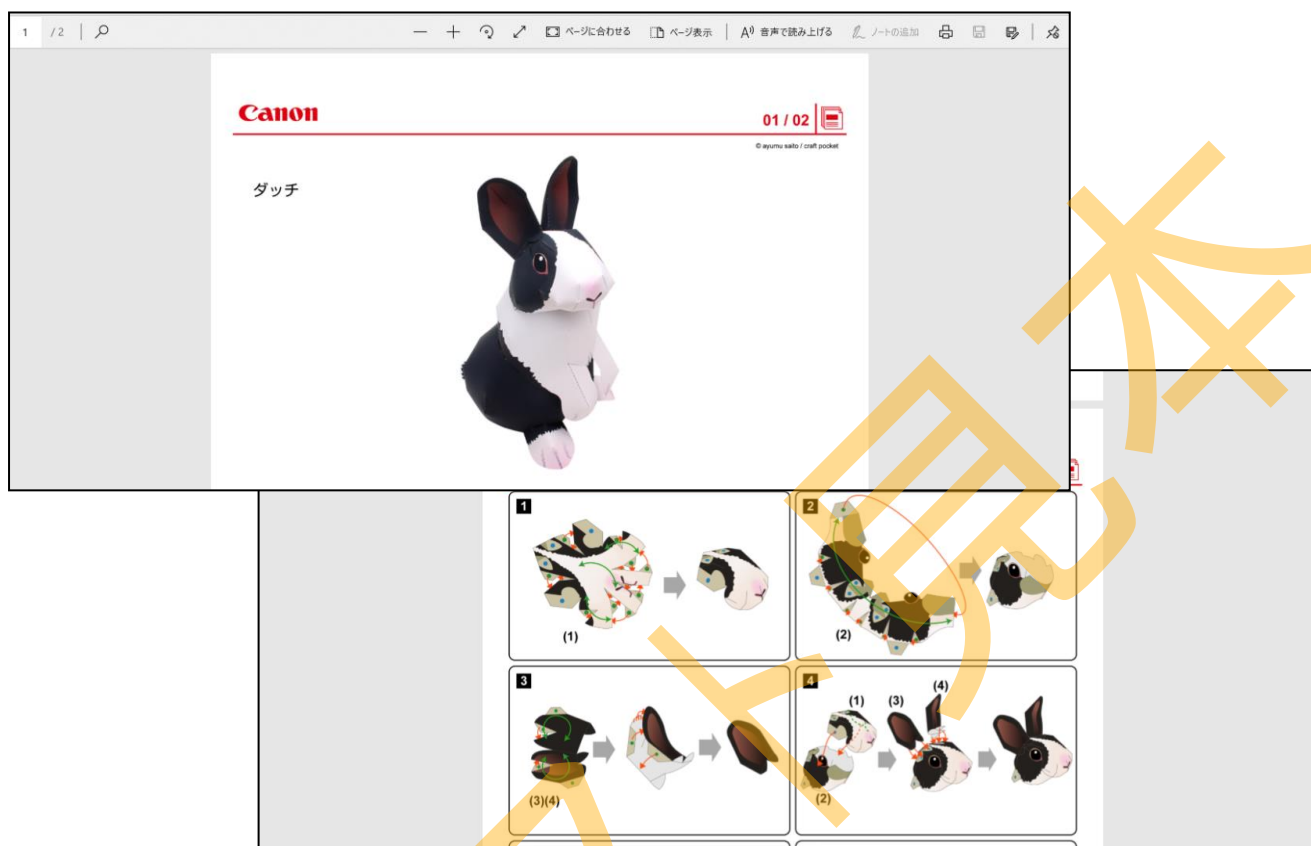 1 / 2 ページに合わせる ページ表示 音声で読み上げる ノートの追加
Canon
01 / 02
© ayumu saito / craft pocket
ダッチ
1
(1)
2
(2)
3
(3)(4)
4
(1) (3) (4)
(2)
見本